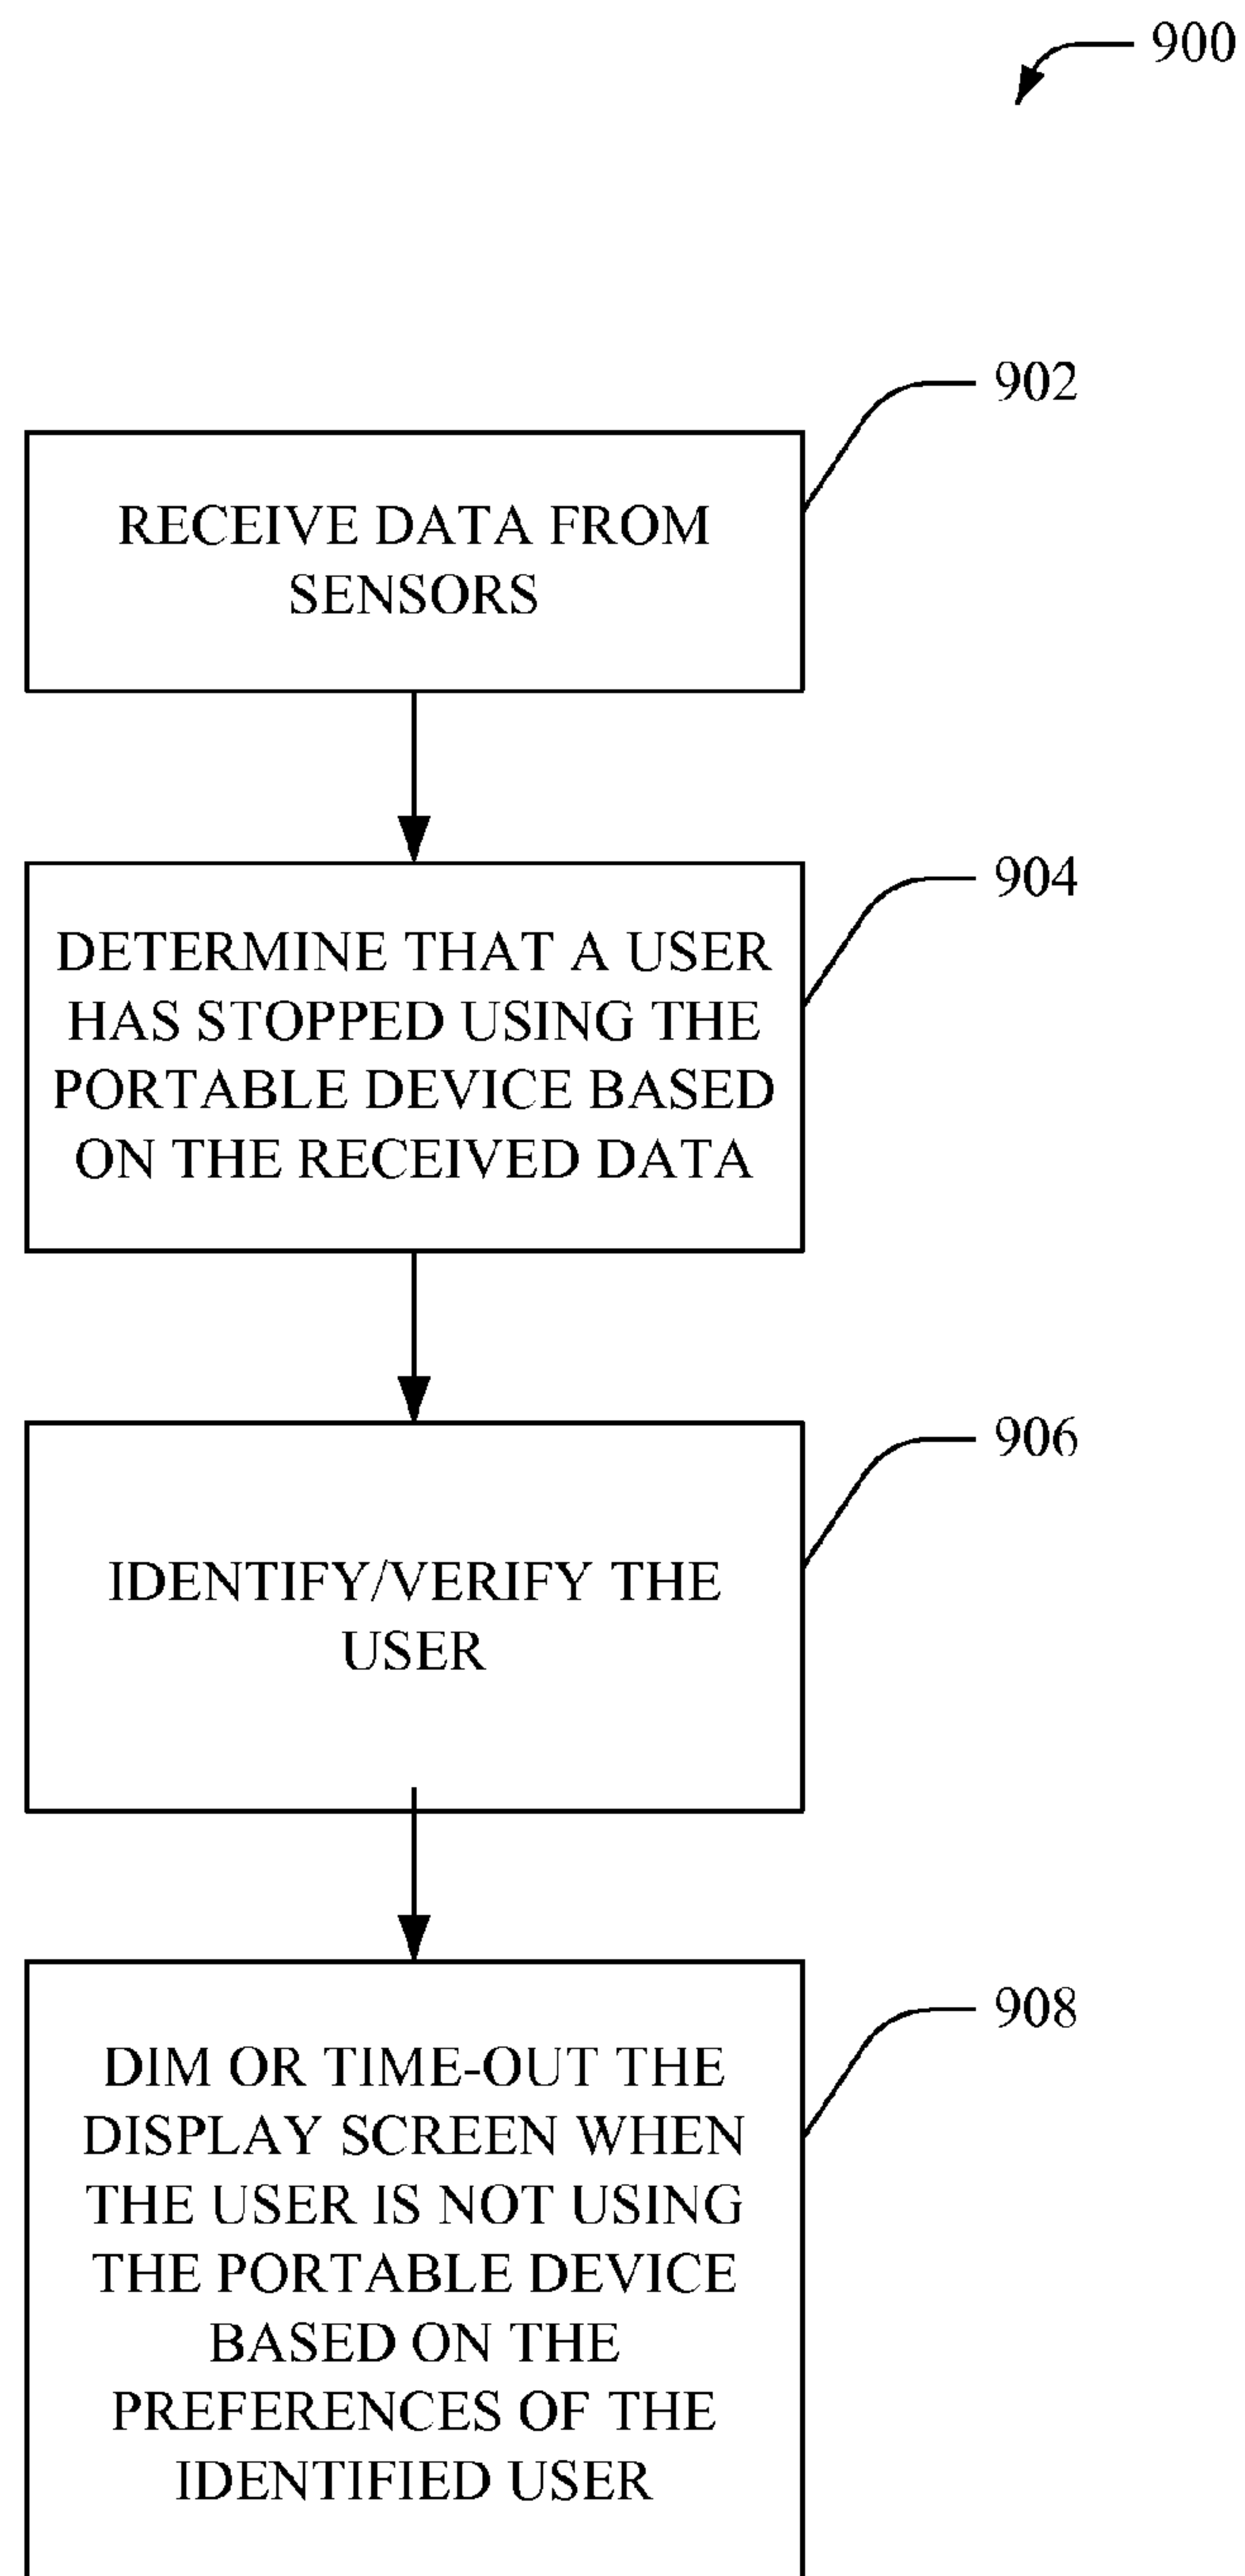 900
902
RECEIVE DATA FROM
SENSORS
904
DETERMINE THAT A USER
HAS STOPPED USING THE
PORTABLE DEVICE BASED
ON THE RECEIVED DATA
906
IDENTIFY/VERIFY THE
USER
908
DIM OR TIME-OUT THE
DISPLAY SCREEN WHEN
THE USER IS NOT USING
THE PORTABLE DEVICE
BASED ON THE
PREFERENCES OF THE
IDENTIFIED USER